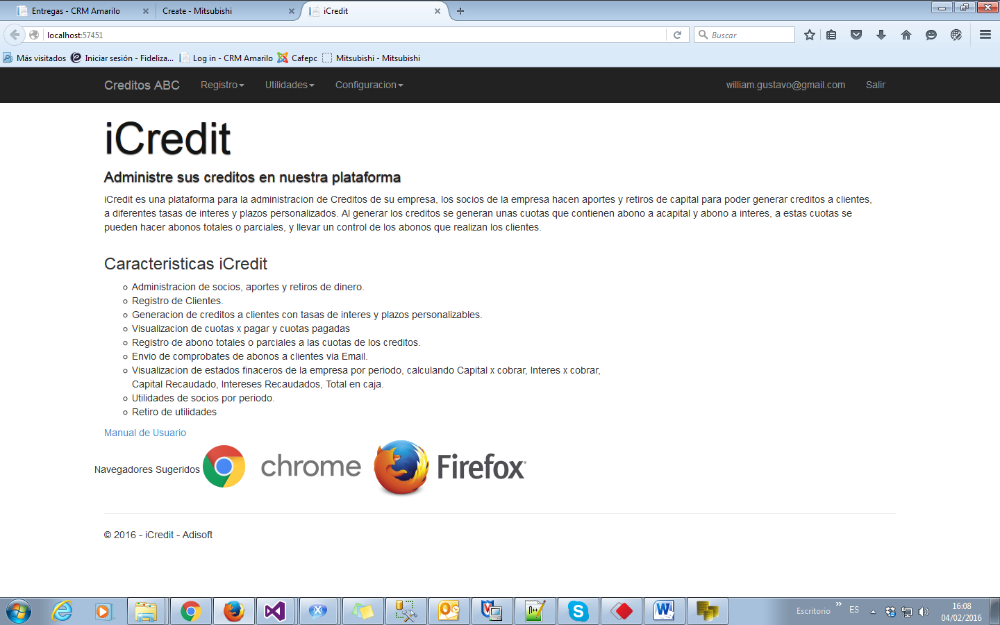 Entregas - CRM Amarilo
Create - Mitsubishi
iCredit
localhost:57451
Buscar
Más visitados
Iniciar sesión - Fideliza...
Log in - CRM Amarilo
Cafepc
Mitsubishi - Mitsubishi
Creditos ABC
Registro
Utilidades
Configuracion
william.gustavo@gmail.com
Salir
iCredit
Administre sus creditos en nuestra plataforma
iCredit es una plataforma para la administracion de Creditos de su empresa, los socios de la empresa hacen aportes y retiros de capital para poder generar creditos a clientes,
a diferentes tasas de interes y plazos personalizados. Al generar los creditos se generan unas cuotas que contienen abono a acapital y abono a interes, a estas cuotas se
pueden hacer abonos totales o parciales, y llevar un control de los abonos que realizan los clientes.
Caracteristicas iCredit
Administracion de socios, aportes y retiros de dinero.
Registro de Clientes.
Generacion de creditos a clientes con tasas de interes y plazos personalizables.
Visualizacion de cuotas x pagar y cuotas pagadas
Registro de abono totales o parciales a las cuotas de los creditos.
Envio de comprobates de abonos a clientes via Email.
Visualizacion de estados finaceros de la empresa por periodo, calculando Capital x cobrar, Interes x cobrar,
Capital Recaudado, Intereses Recaudados, Total en caja.
Utilidades de socios por periodo.
Retiro de utilidades
Manual de Usuario
Navegadores Sugeridos
chrome
Firefox
© 2016 - iCredit - Adisoft
Escritorio
ES
16:08
04/02/2016